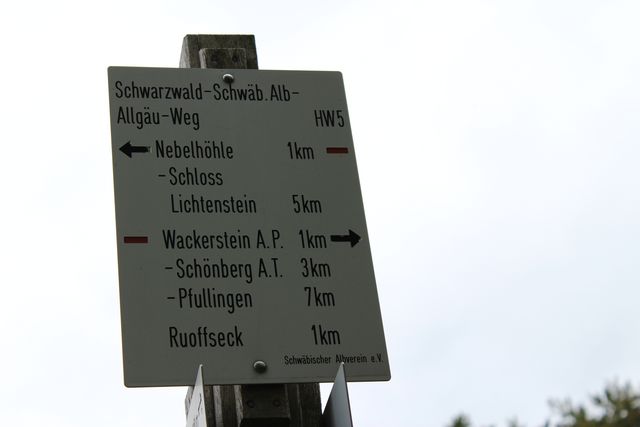 Schwarzwald-Schwäb.Alb-
Allgäu-Weg HW5
Nebelhöhle 1km
-Schloss
Lichtenstein 5km
Wackerstein A.P. 1km
-Schönberg A.T. 3km
-Pfullingen 7km
Ruoffseck 1km
Schwäbischer Albverein e.V.